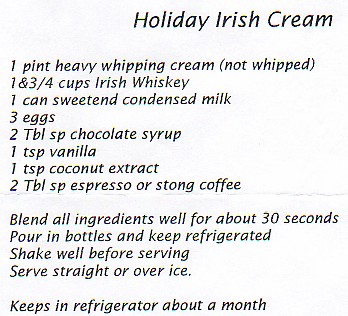 Holiday Irish Cream
1 pint heavy whipping cream (not whipped)
1&3/4 cups Irish Whiskey
1 can sweetend condensed milk
3 eggs
2 Tbl sp chocolate syrup
1 tsp vanilla
1 tsp coconut extract
2 Tbl sp espresso or stong coffee
Blend all ingredients well for about 30 seconds
Pour in bottles and keep refrigerated
Shake well before serving
Serve straight or over ice.
Keeps in refrigerator about a month